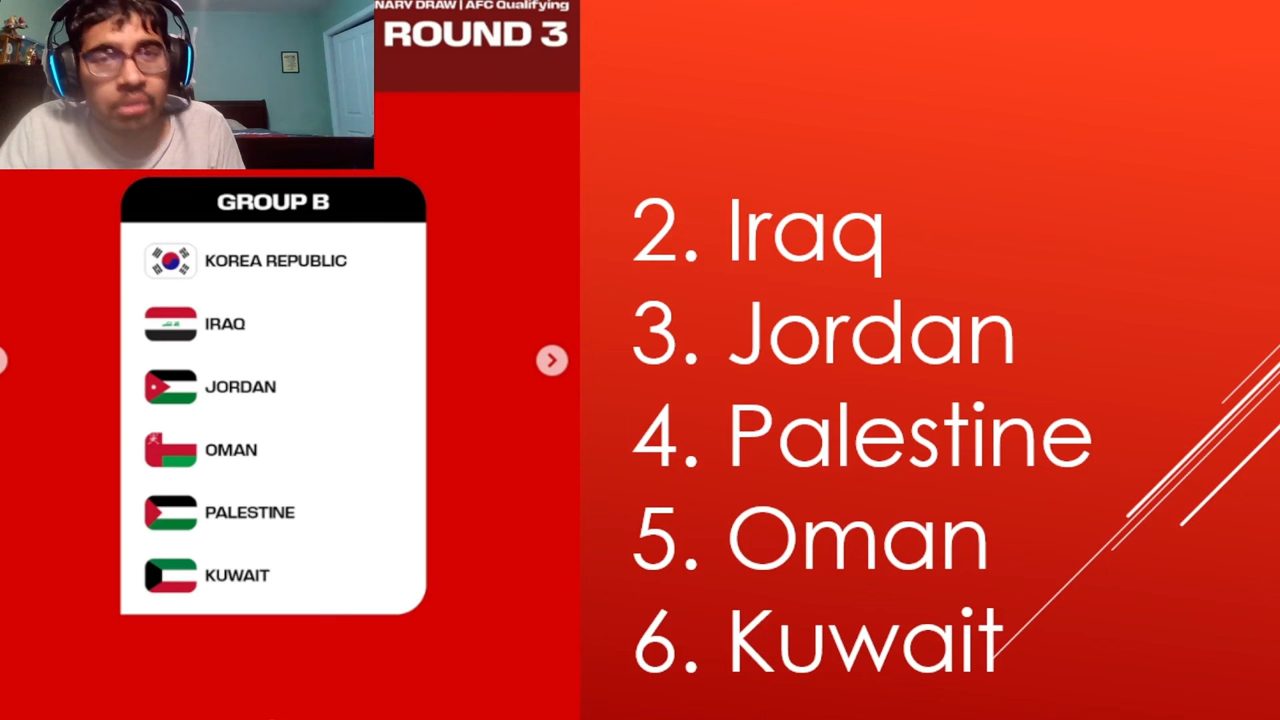 NARY DRAW | AFC Qualifying
ROUND 3
GROUP B
KOREA REPUBLIC
IRAQ
JORDAN
OMAN
PALESTINE
KUWAIT
2. Iraq
3. Jordan
4. Palestine
5. Oman
6. Kuwait